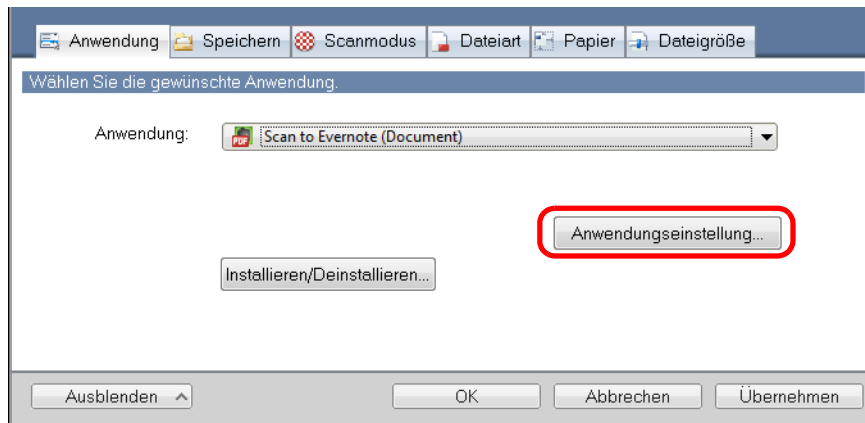 Anwendung Speichern Scanmodus Dateiart Papier Dateigröße
Wählen Sie die gewünschte Anwendung.
Anwendung: PDF Scan to Evernote (Document)
Anwendungseinstellung...
Installieren/Deinstallieren...
Ausblenden OK Abbrechen Übernehmen